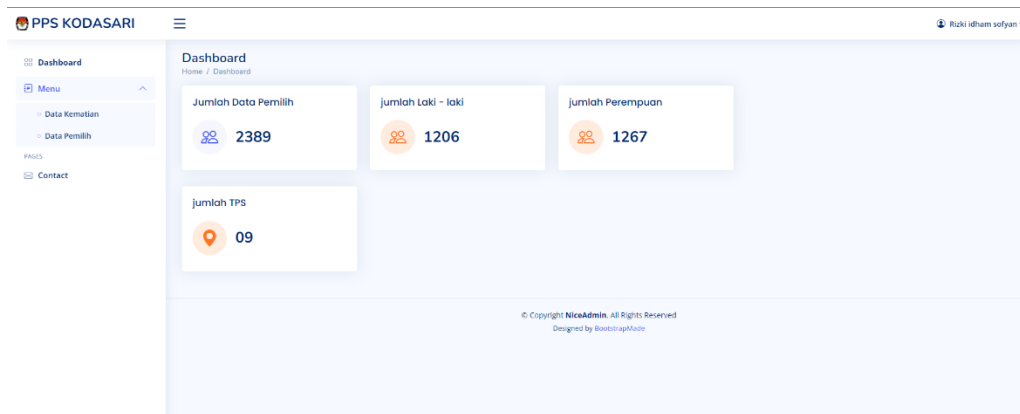 PPS KODASARI
Rizki idham sofyan
Dashboard
Menu
Data Kematian
Data Pemilih
PAGES
Contact
Dashboard
Home / Dashboard
Jumlah Data Pemilih
2389
jumlah Laki - laki
1206
jumlah Perempuan
1267
jumlah TPS
09
© Copyright NiceAdmin. All Rights Reserved
Designed by BootstrapMade